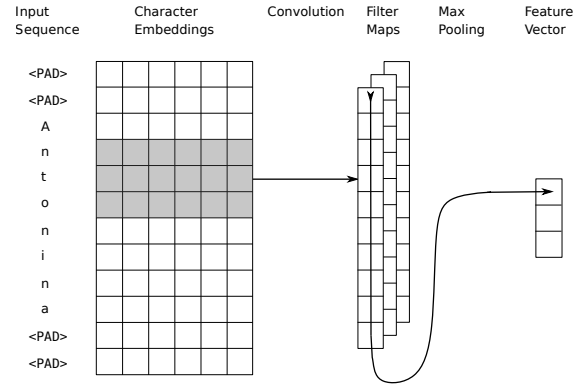 Input
Sequence
Character
Embeddings
Convolution
Filter
Maps
Max
Pooling
Feature
Vector
<PAD>
<PAD>
A
n
t
o
n
i
n
a
<PAD>
<PAD>